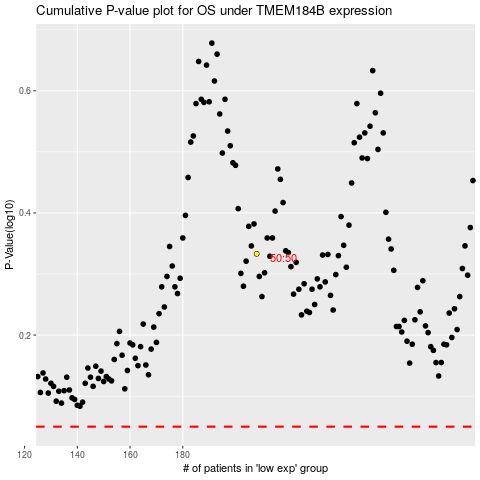 Cumulative P-value plot for OS under TMEM184B expression
P-Value(log10)
0.6
0.4
0.2
50:50
120 140 160 180
# of patients in 'low exp' group